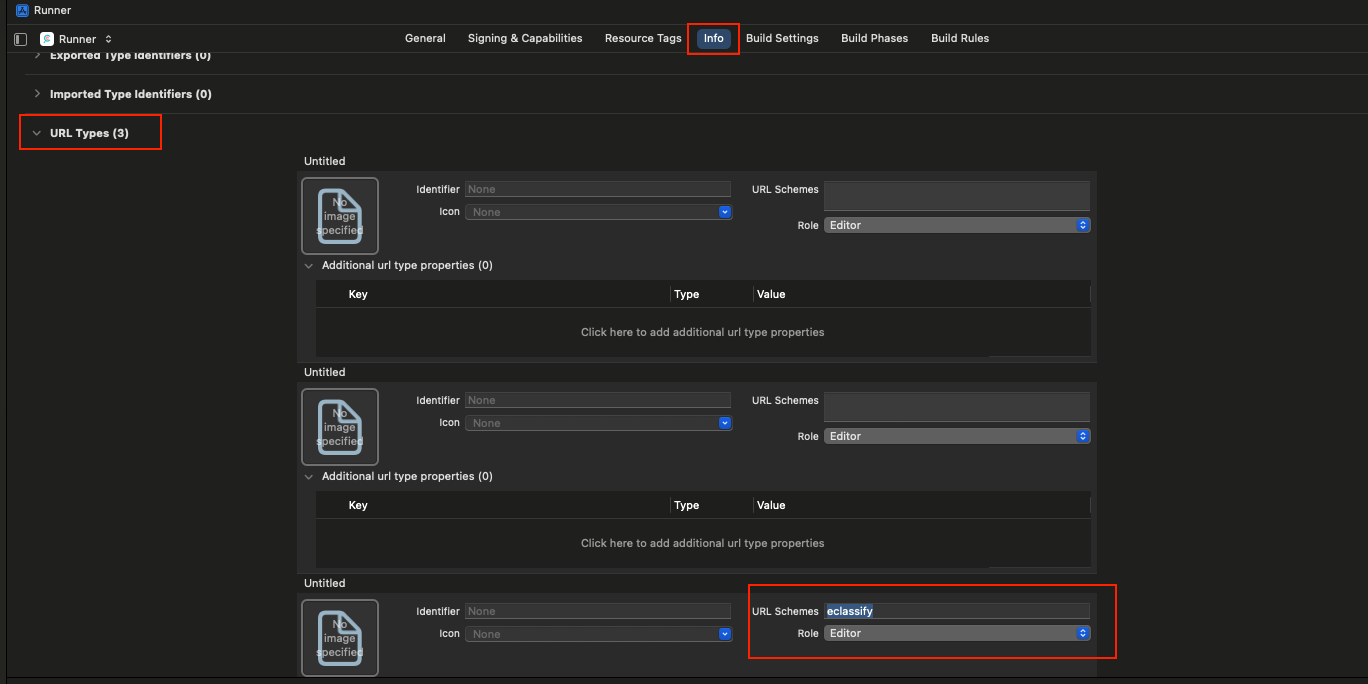 Runner
Runner General Signing & Capabilities Resource Tags Info Build Settings Build Phases Build Rules
Exported Type Identifiers (0)
Imported Type Identifiers (0)
URL Types (3)
Untitled
No image specified
Identifier None URL Schemes
Icon None
Role Editor
Additional url type properties (0)
Key Type Value
Click here to add additional url type properties
Untitled
No image specified
Identifier None URL Schemes
Icon None
Role Editor
Additional url type properties (0)
Key Type Value
Click here to add additional url type properties
Untitled
No image specified
Identifier None URL Schemes eclassify
Icon None Role Editor